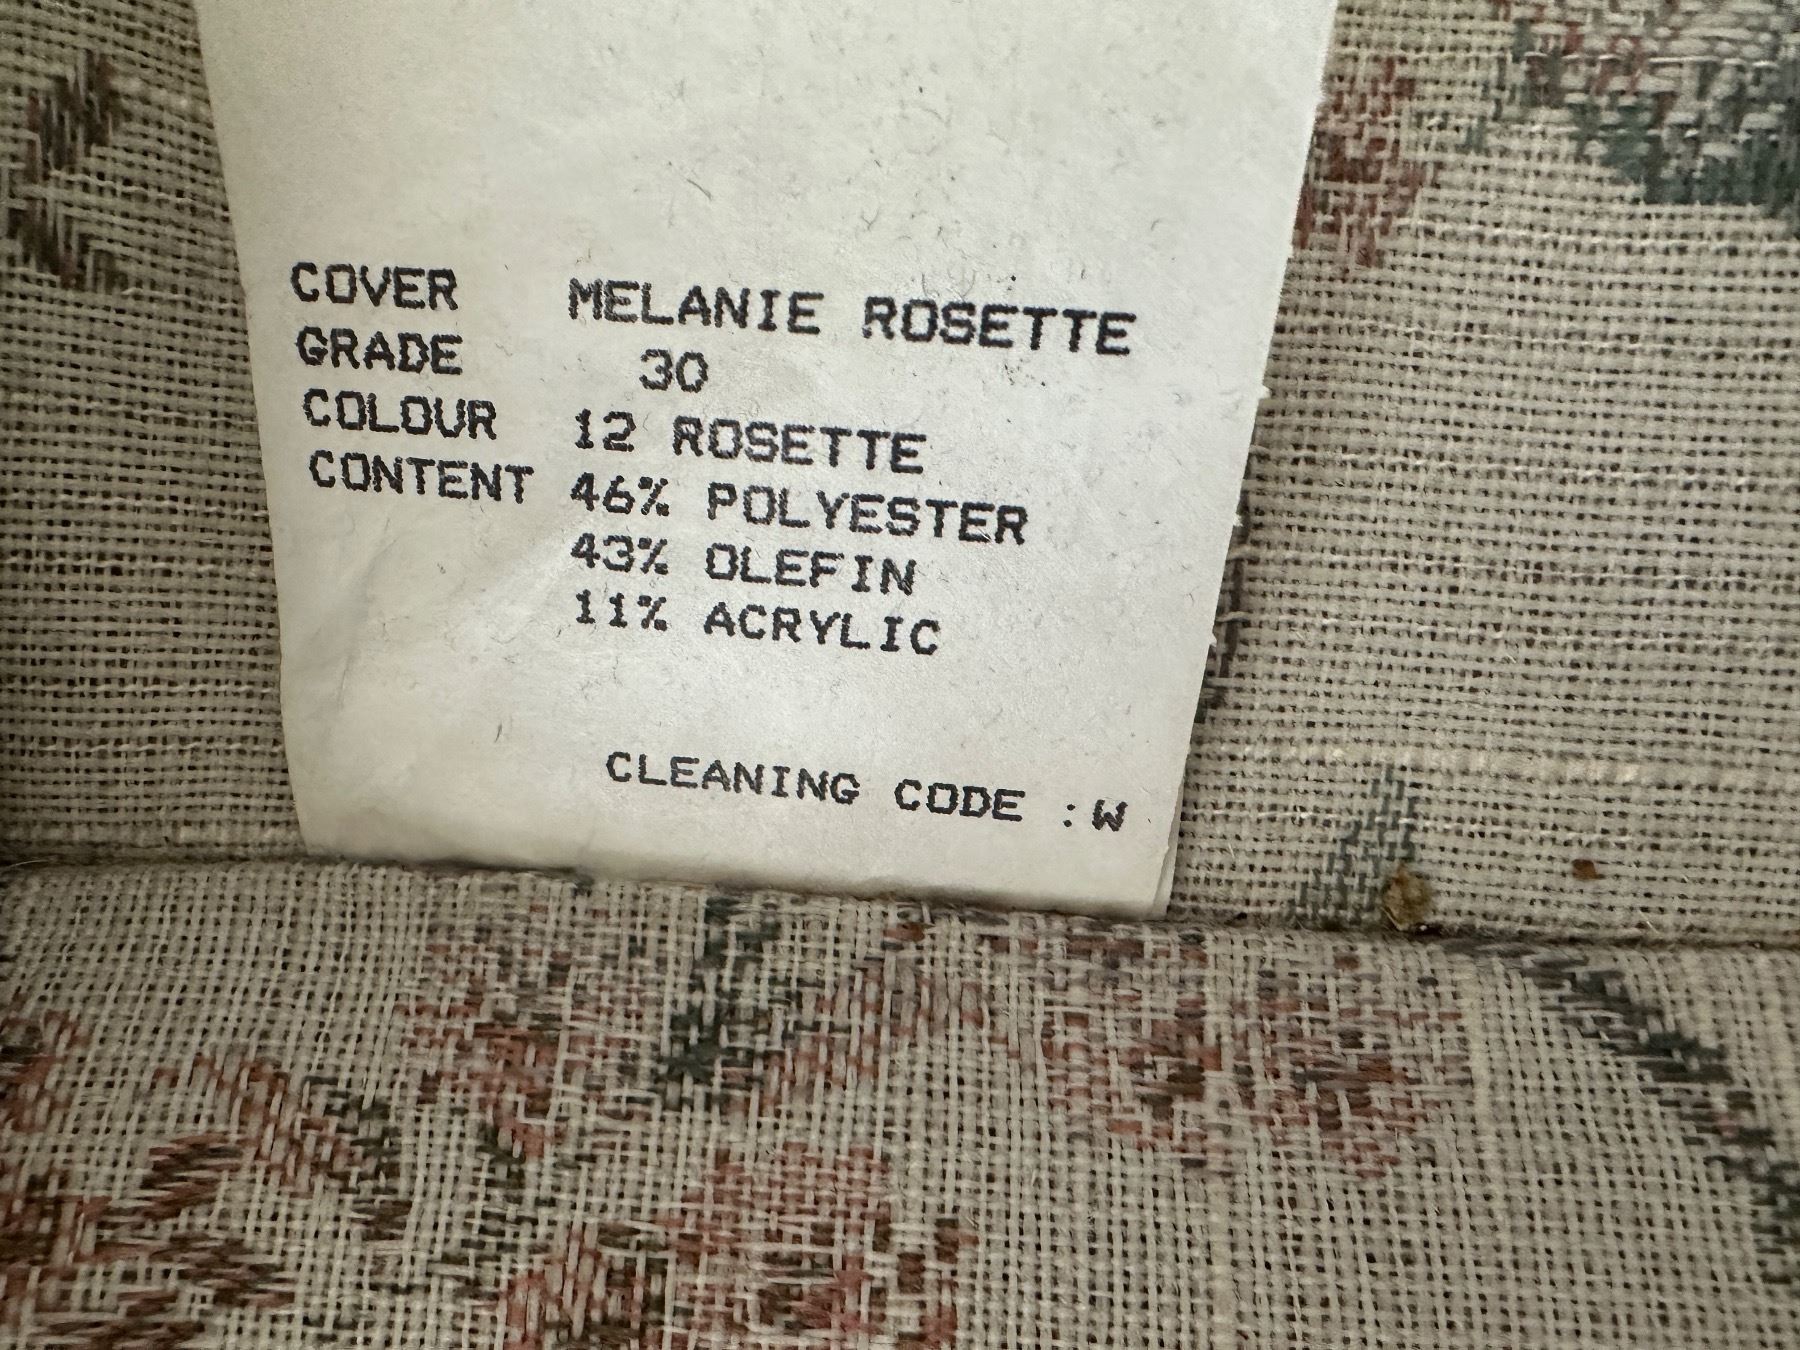 COVER MELANIE ROSETTE
GRADE 30
COLOUR 12 ROSETTE
CONTENT 46% POLYESTER
43% OLEFIN
11% ACRYLIC
CLEANING CODE :W